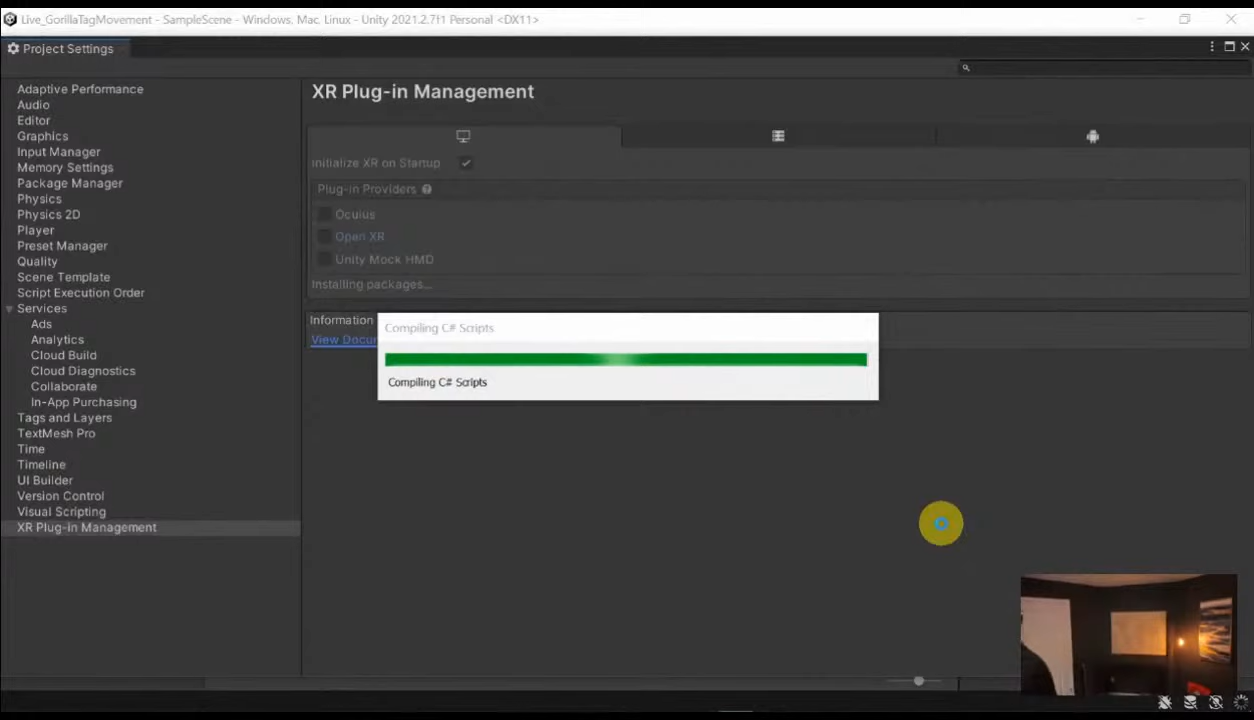 Live_GorillaTagMovement - SampleScene - Windows, Mac, Linux - Unity 2021.2.7f1 Personal <DX11>
Project Settings
XR Plug-in Management
Adaptive Performance
Audio
Editor
Graphics
Input Manager
Memory Settings
Package Manager
Physics
Physics 2D
Player
Preset Manager
Quality
Scene Template
Script Execution Order
Services
Ads
Analytics
Cloud Build
Cloud Diagnostics
Collaborate
In-App Purchasing
Tags and Layers
TextMesh Pro
Time
Timeline
UI Builder
Version Control
Visual Scripting
XR Plug-in Management
Initialize XR on Startup
Plug-in Providers
Oculus
Open XR
Unity Mock HMD
Installing packages...
Information
View Docu
Compiling C# Scripts
Compiling C# Scripts